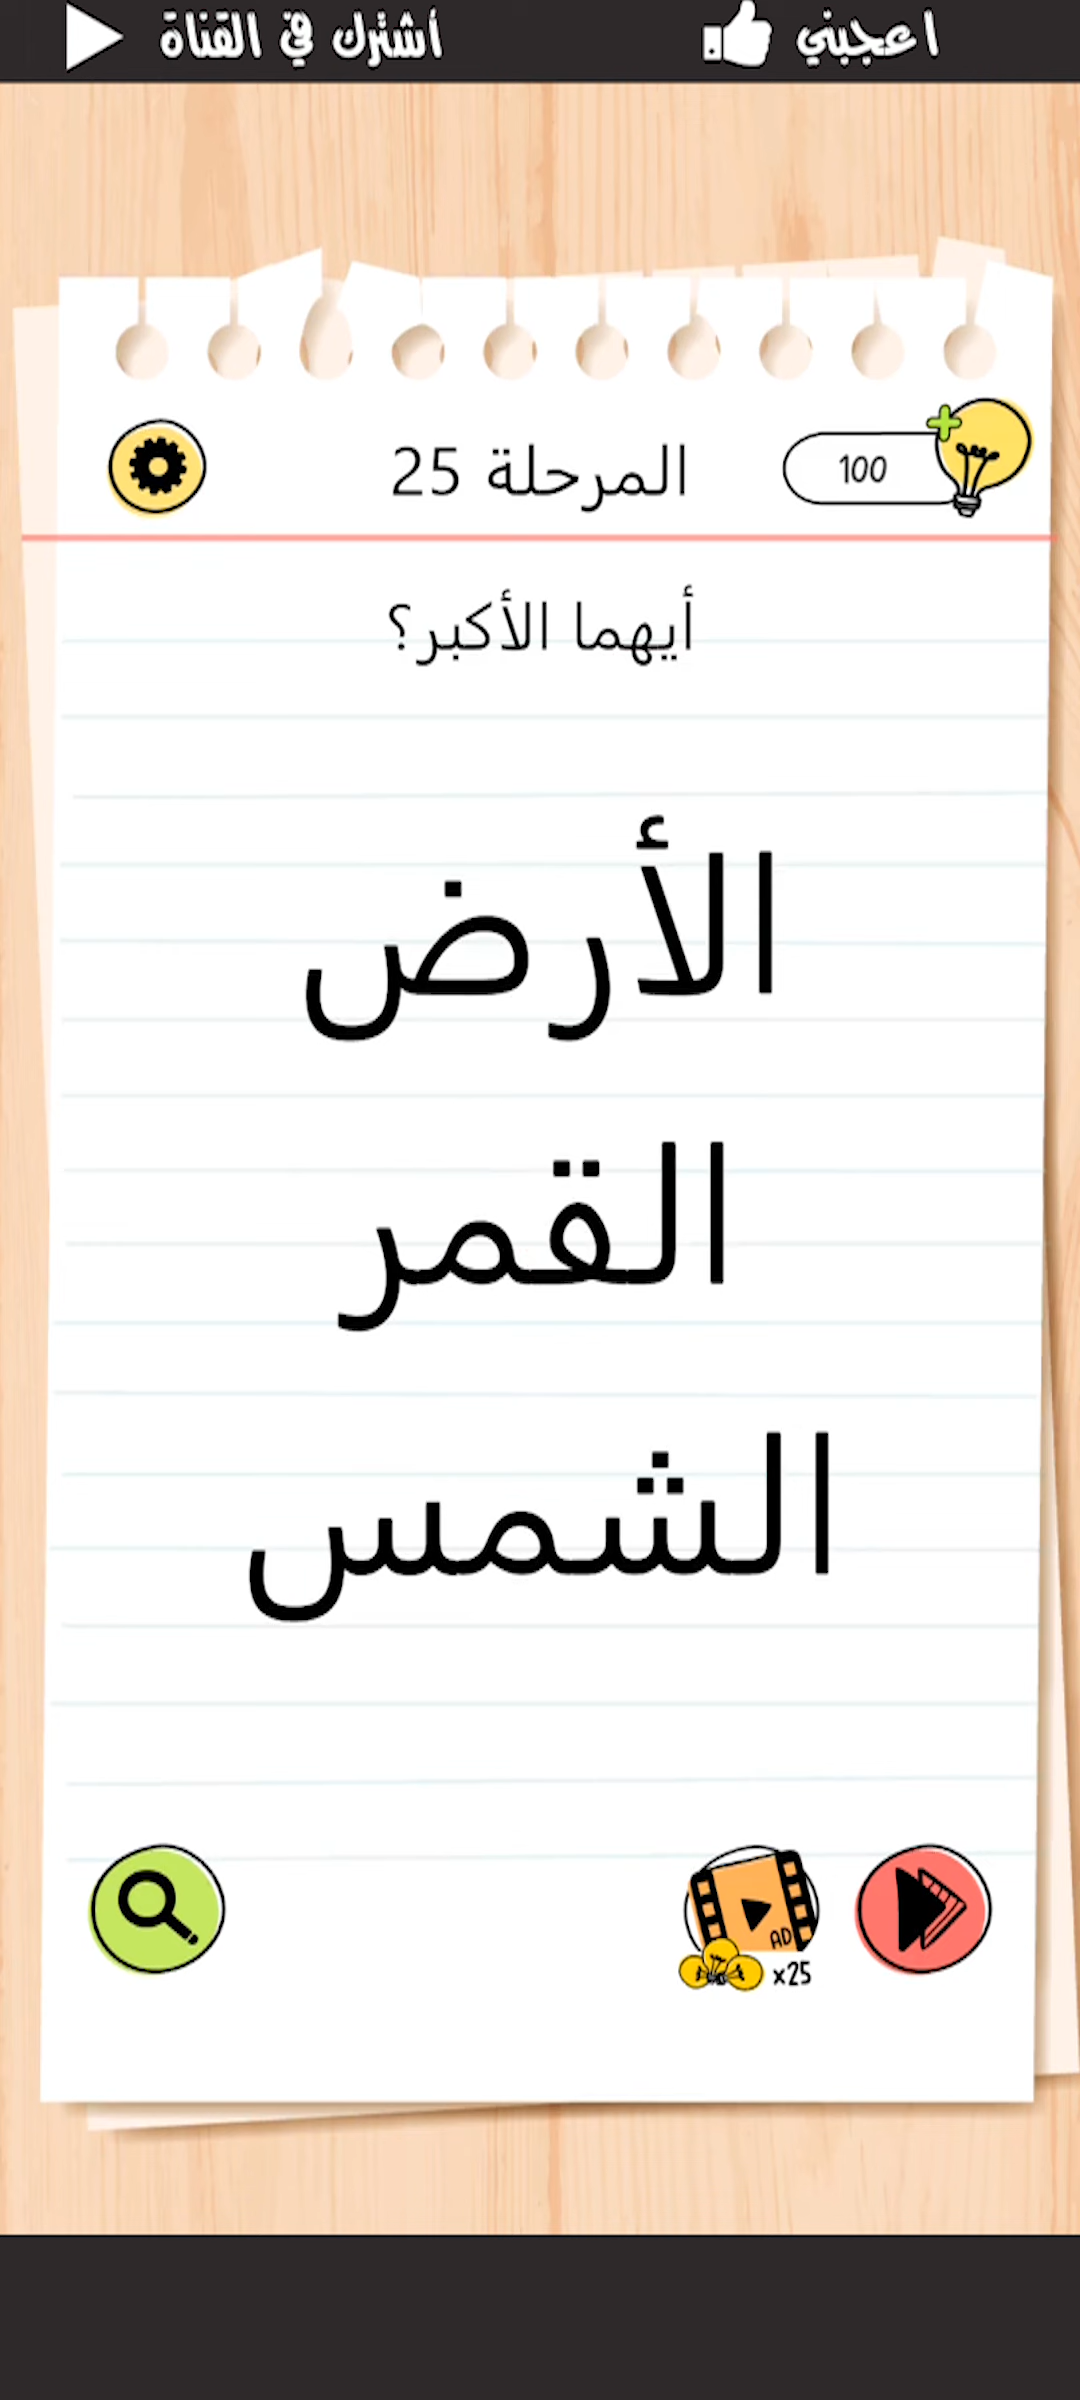 اعجبني أشترك في القناة
المرحلة 25
100
أيهما الأكبر؟
الأرض
القمر
الشمس
AD
x25